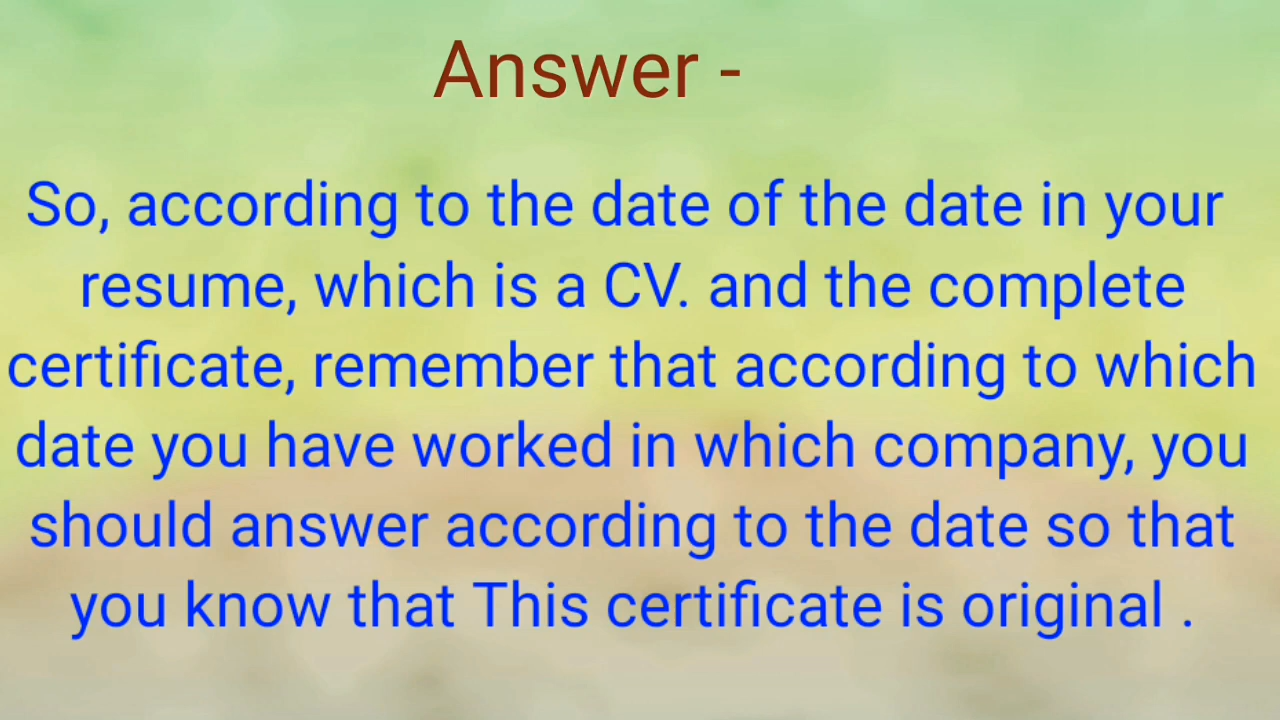 Answer -
So, according to the date of the date in your
resume, which is a CV. and the complete
certificate, remember that according to which
date you have worked in which company, you
should answer according to the date so that
you know that This certificate is original .